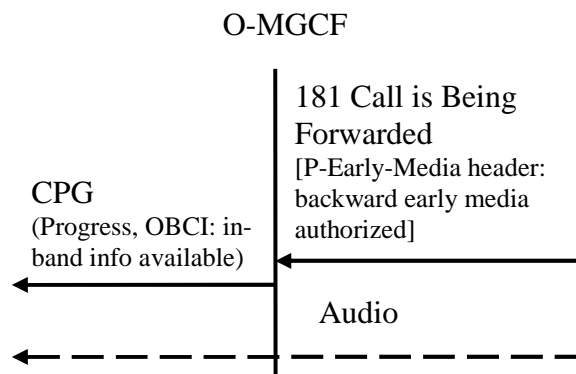 O-MGCF
181 Call is Being
Forwarded
[P-Early-Media header:
backward early media
authorized]
CPG
(Progress, OBCI: in-
band info available)
Audio